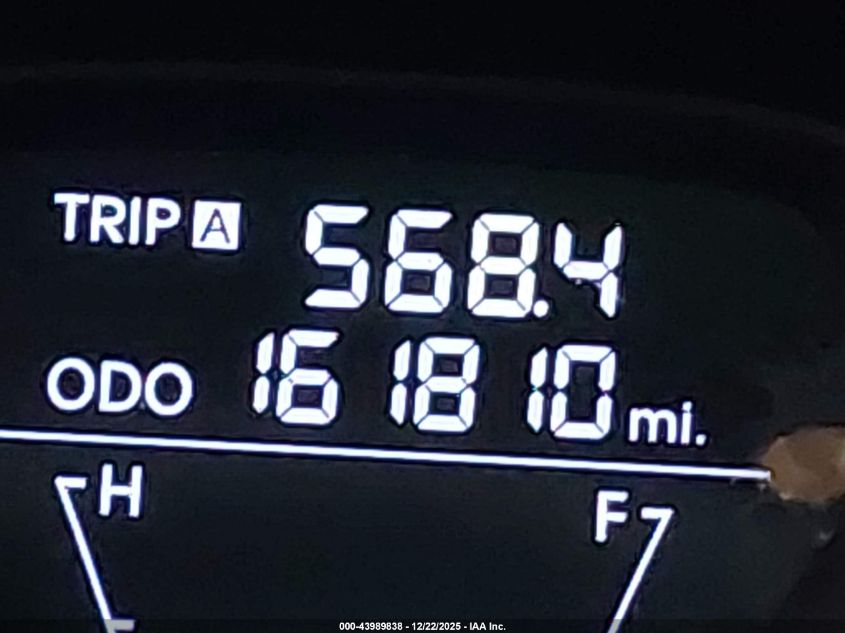 TRIP A 568.4
ODO 161810 mi.
H F
000-43989838 - 12/22/2025 - IAA Inc.